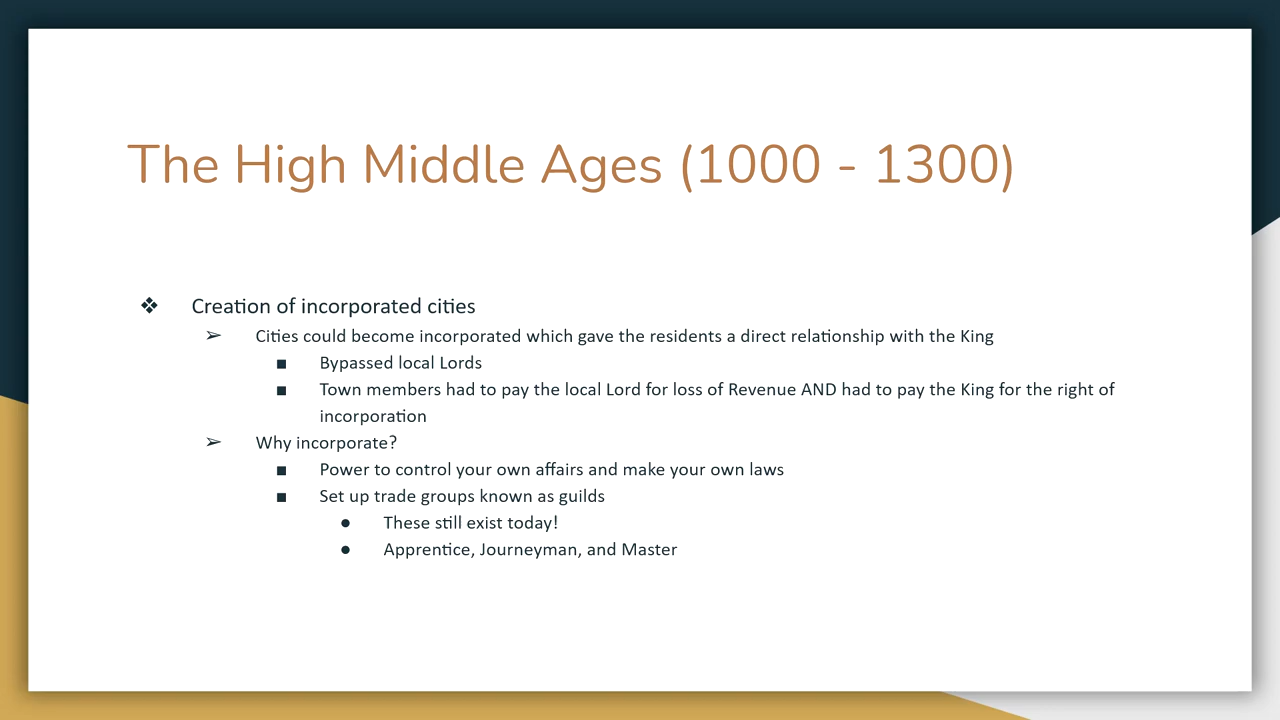 The High Middle Ages (1000 - 1300)
❖ Creation of incorporated cities
➢ Cities could become incorporated which gave the residents a direct relationship with the King
■ Bypassed local Lords
■ Town members had to pay the local Lord for loss of Revenue AND had to pay the King for the right of
incorporation
➢ Why incorporate?
■ Power to control your own affairs and make your own laws
■ Set up trade groups known as guilds
● These still exist today!
● Apprentice, Journeyman, and Master